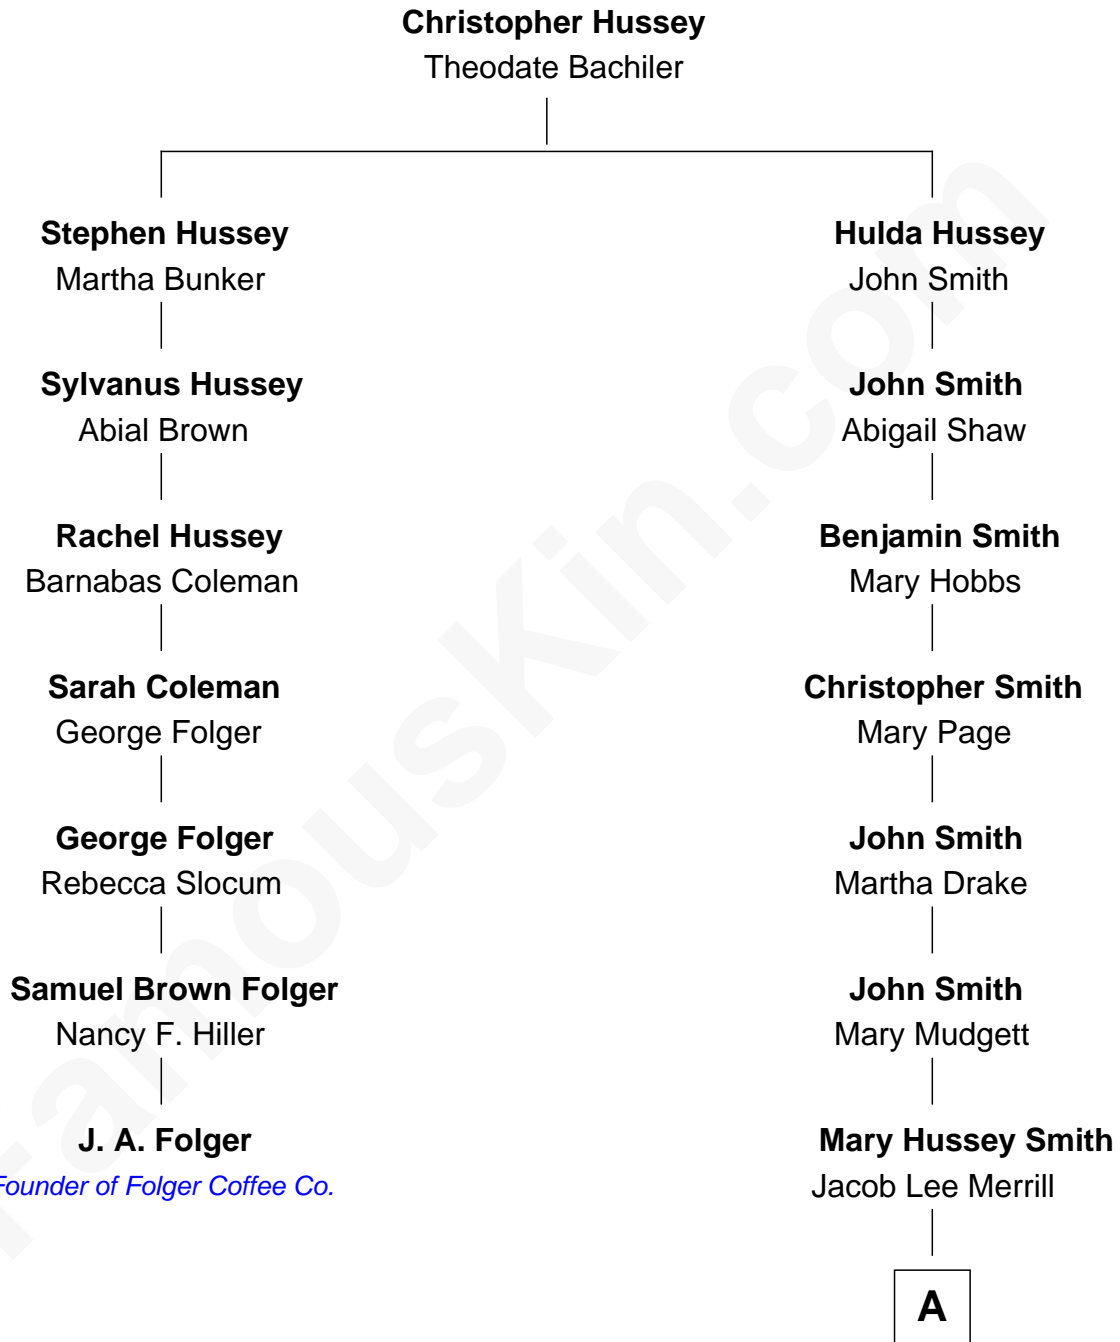 Christopher Hussey
Theodate Bachiler
Stephen Hussey
Martha Bunker
Sylvanus Hussey
Abial Brown
Rachel Hussey
Barnabas Coleman
Sarah Coleman
George Folger
George Folger
Rebecca Slocum
Samuel Brown Folger
Nancy F. Hiller
J. A. Folger
Founder of Folger Coffee Co.
Hulda Hussey
John Smith
John Smith
Abigail Shaw
Benjamin Smith
Mary Hobbs
Christopher Smith
Mary Page
John Smith
Martha Drake
John Smith
Mary Mudgett
Mary Hussey Smith
Jacob Lee Merrill
A
FamousKin.com